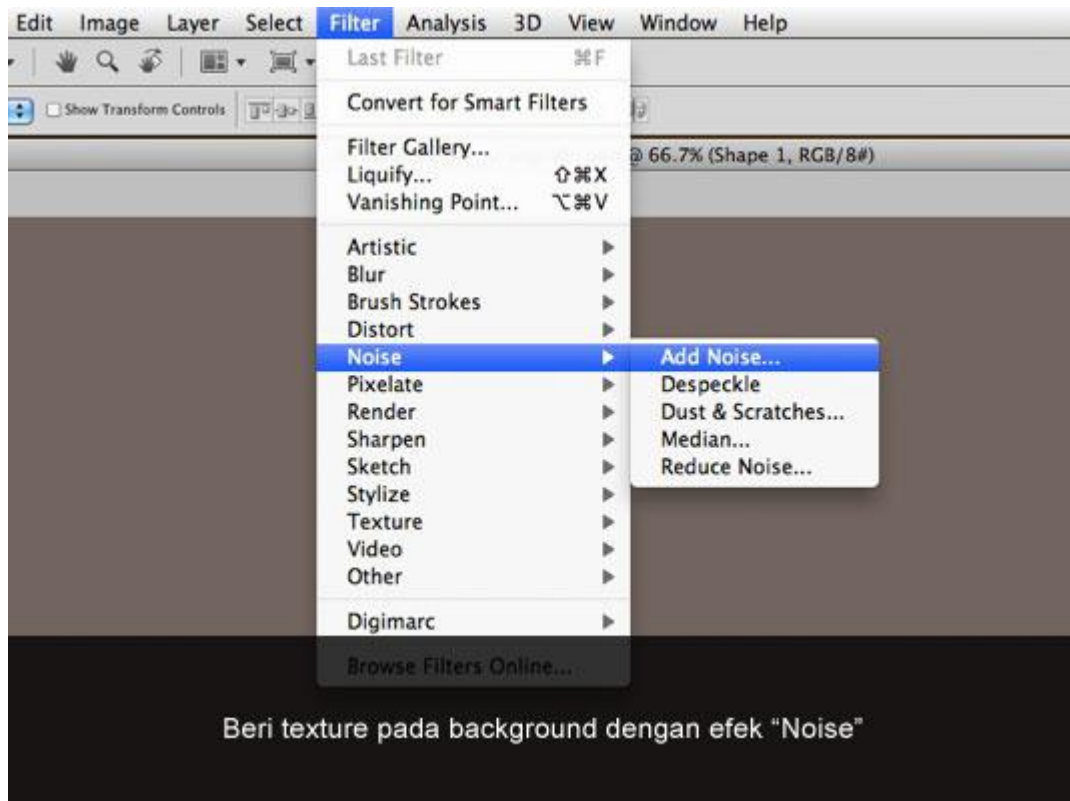 Edit Image Layer Select Filter Analysis 3D View Window Help
Last Filter ⌘F
Show Transform Controls
Convert for Smart Filters
Filter Gallery...
@ 66.7% (Shape 1, RGB/8#)
Liquify... ⇧⌘X
Vanishing Point... ⌥⌘V
Artistic
Blur
Brush Strokes
Distort
Noise
Add Noise...
Pixelate
Despeckle
Render
Dust & Scratches...
Sharpen
Median...
Sketch
Reduce Noise...
Stylize
Texture
Video
Other
Digimarc
Browse Filters Online...
Beri texture pada background dengan efek “Noise”